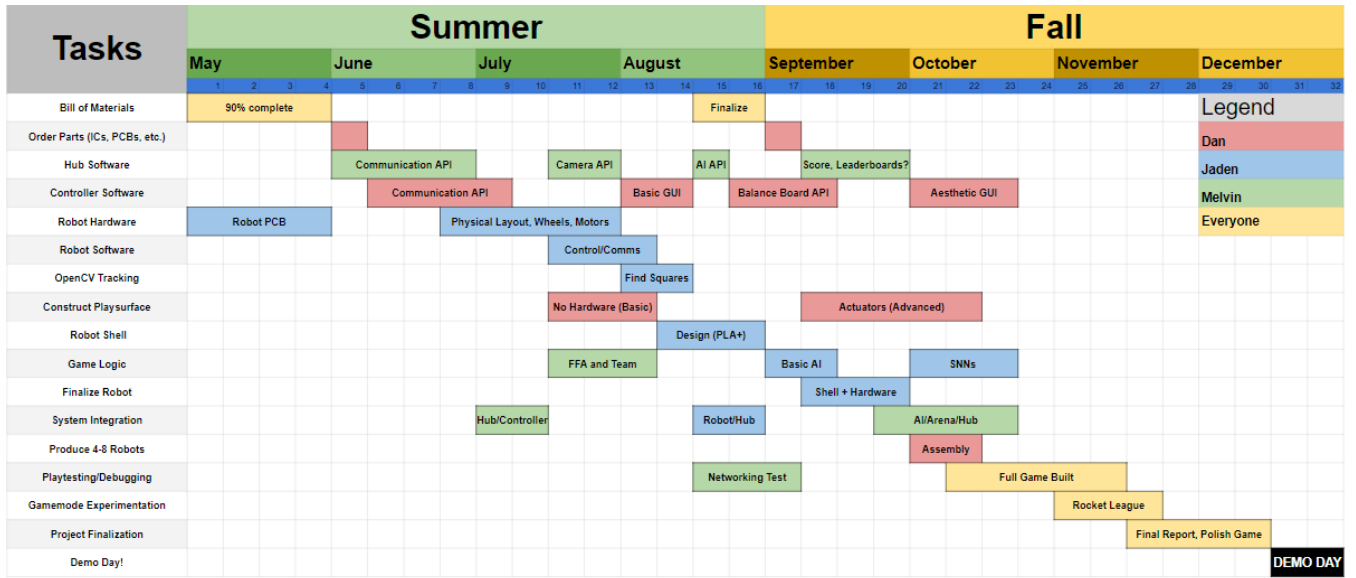 Tasks
Summer Fall
May June July August September October November December
1 2 3 4 5 6 7 8 9 10 11 12 13 14 15 16 17 18 19 20 21 22 23 24 25 26 27 28 29 30 31 32
Bill of Materials 90% complete Finalize Legend
Order Parts (ICs, PCBs, etc.) Dan
Hub Software Communication API Camera API AI API Score, Leaderboards? Jaden
Controller Software Communication API Basic GUI Balance Board API Aesthetic GUI Melvin
Robot Hardware Robot PCB Physical Layout, Wheels, Motors Everyone
Robot Software Control/Comms
OpenCV Tracking Find Squares
Construct Playsurface No Hardware (Basic) Actuators (Advanced)
Robot Shell Design (PLA+)
Game Logic FFA and Team Basic AI SNNs
Finalize Robot Shell + Hardware
System Integration Hub/Controller Robot/Hub AI/Arena/Hub
Produce 4-8 Robots Assembly
Playtesting/Debugging Networking Test Full Game Built
Gamemode Experimentation Rocket League
Project Finalization Final Report, Polish Game
Demo Day! DEMO DAY